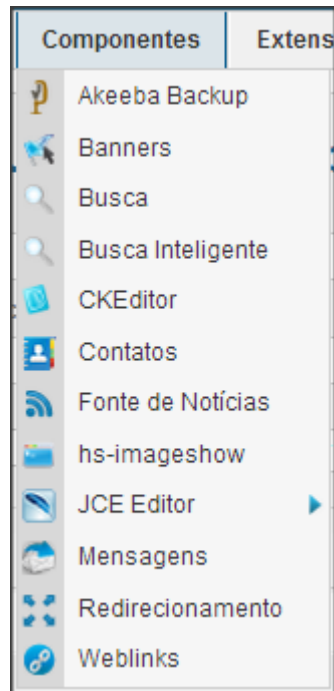 Componentes Extens
Akeeba Backup
Banners
Busca
Busca Inteligente
CKEditor
Contatos
Fonte de Notícias
hs-imageshow
JCE Editor
Mensagens
Redirecionamento
Weblinks